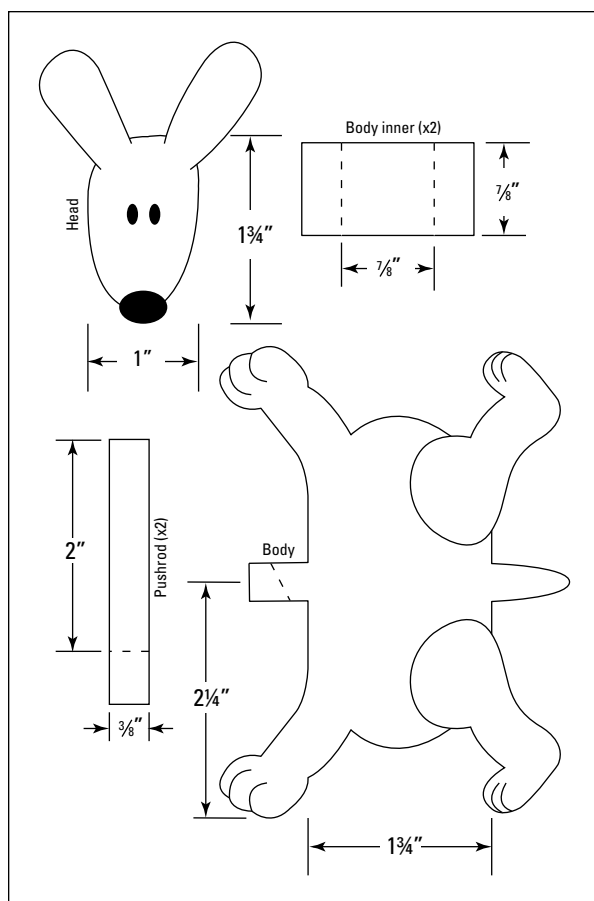 Head
Body inner (x2)
1¾″
⅞″
⅞″
1″
2″
Pushrod (x2)
Body
2¼″
⅜″
1¾″